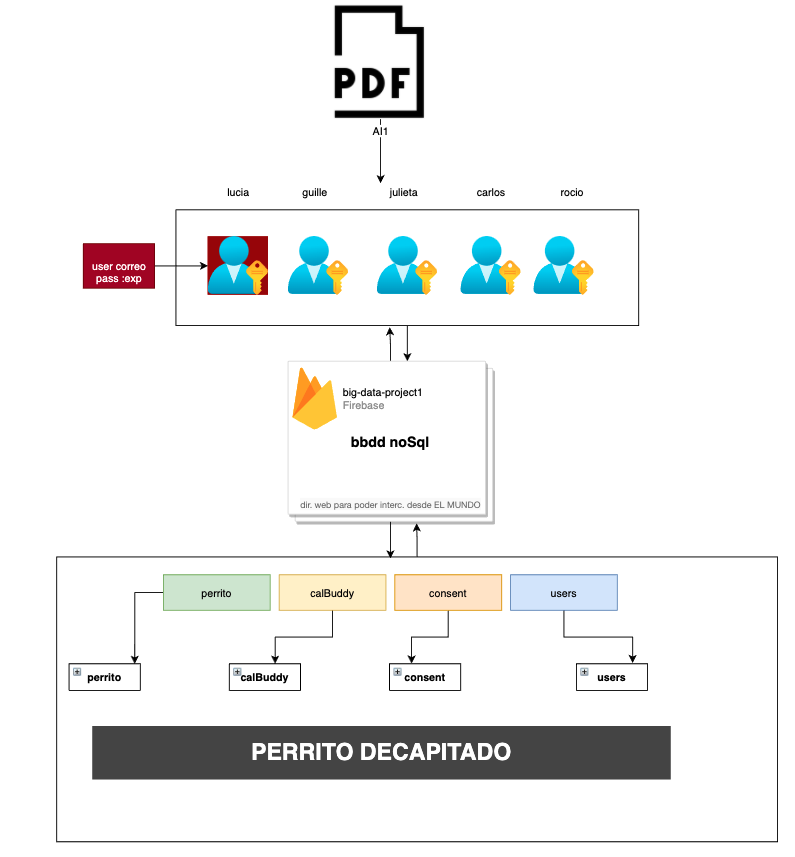 PDF
AI1
lucia
guille
julieta
carlos
rocio
user correo
pass :exp
big-data-project1
Firebase
bbdd noSql
dir. web para poder interc. desde EL MUNDO
perrito
calBuddy
consent
users
perrito
calBuddy
consent
users
PERRITO DECAPITADO